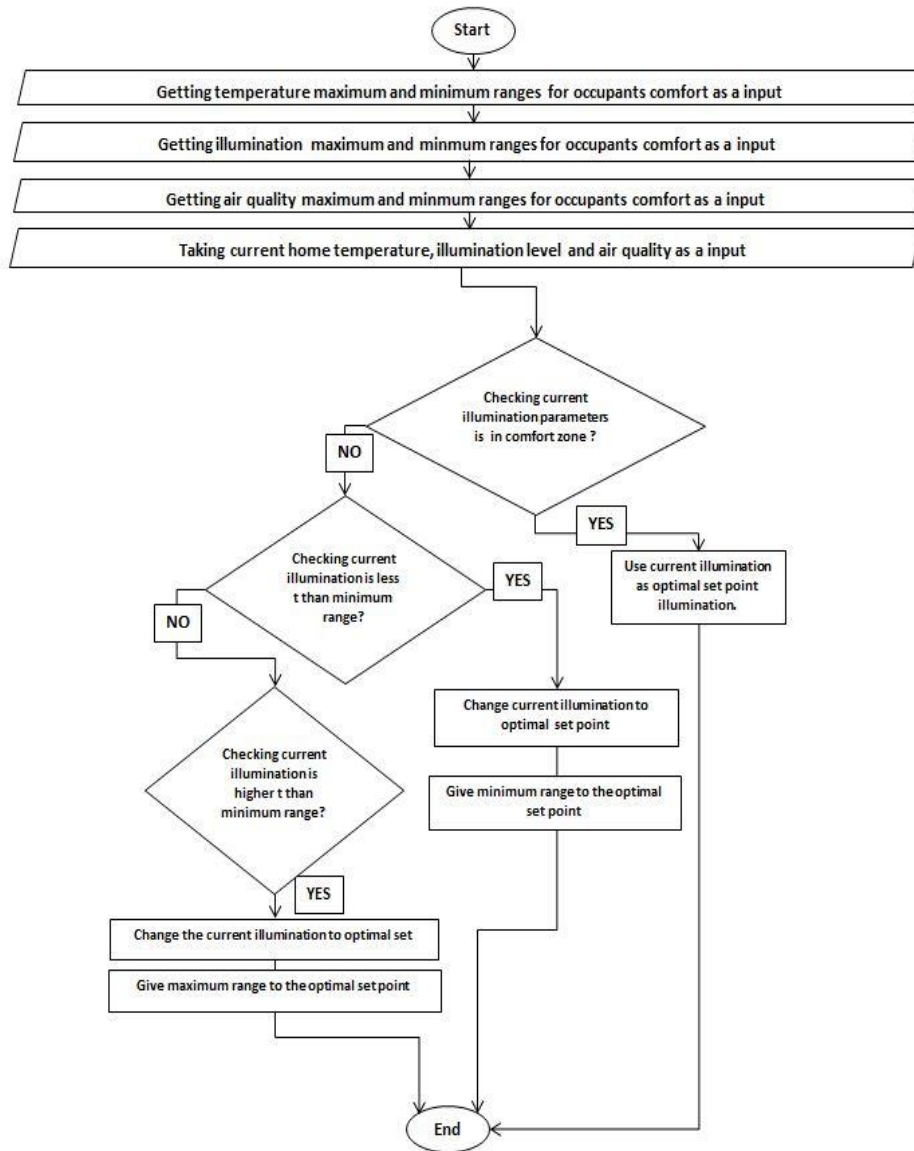 Start
Getting temperature maximum and minimum ranges for occupants comfort as a input
Getting illumination maximum and minmum ranges for occupants comfort as a input
Getting air quality maximum and minmum ranges for occupants comfort as a input
Taking current home temperature, illumination level and air quality as a input
Checking current
illumination parameters
is in comfort zone ?
NO
YES
Checking current
illumination is less
t than minimum
range?
YES
Use current illumination
as optimal set point
illumination.
NO
Change current illumination to
optimal set point
Checking current
illumination is
higher t than
minimum range?
Give minimum range to the optimal
set point
YES
Change the current illumination to optimal set
Give maximum range to the optimal set point
End